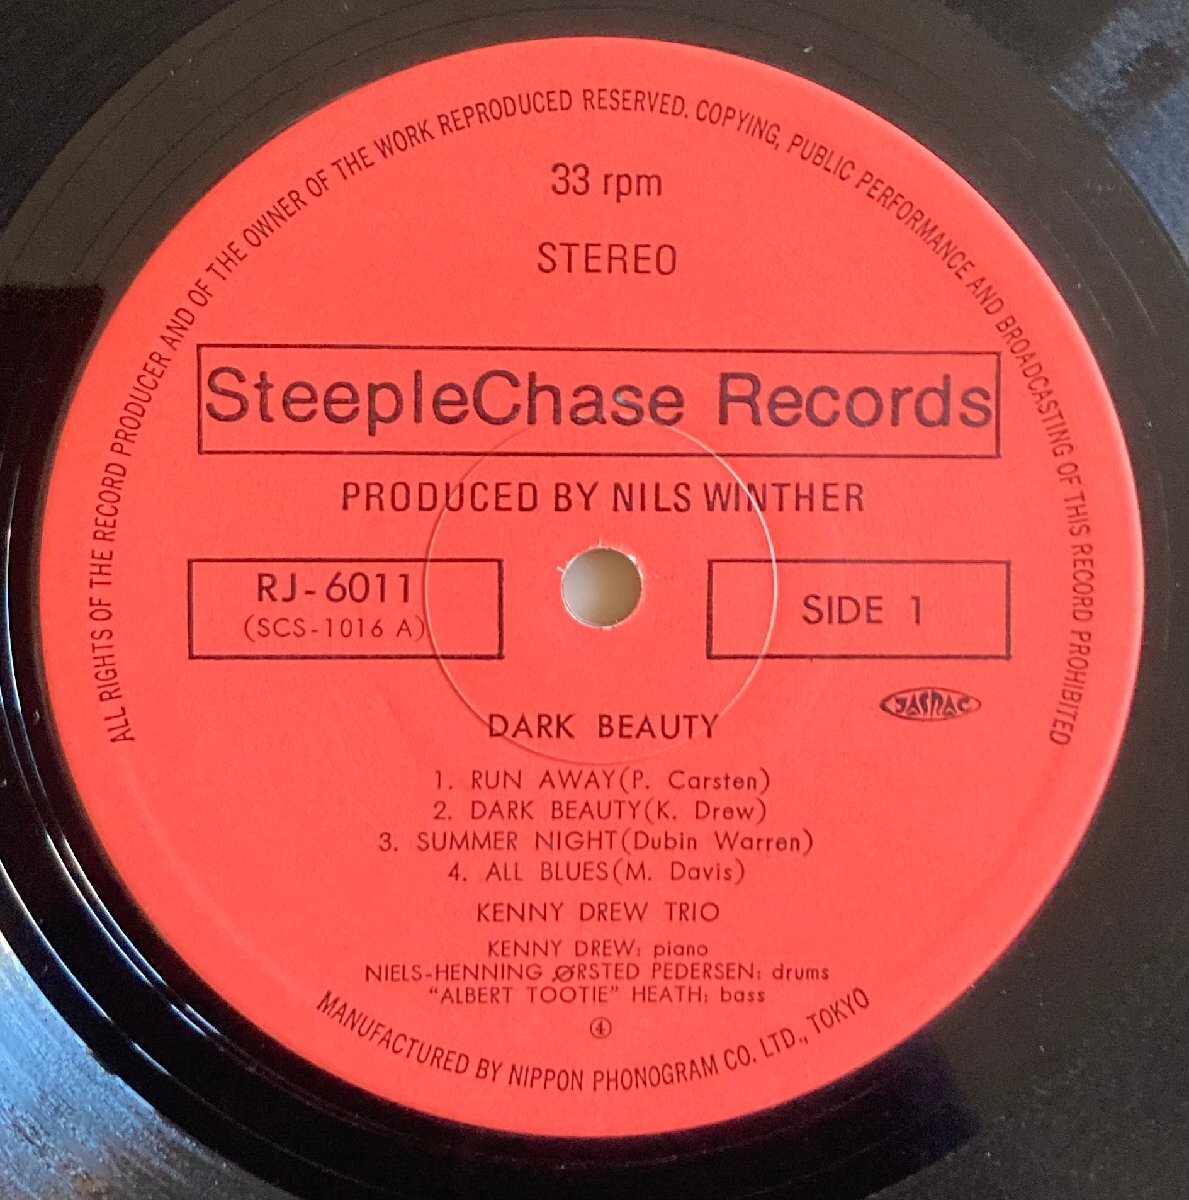 ALL RIGHTS OF THE RECORD PRODUCER AND OF THE OWNER OF THE WORK REPRODUCED RESERVED. COPYING, PUBLIC PERFORMANCE AND BROADCASTING OF THIS RECORD PROHIBITED
33 rpm
STEREO
SteepleChase Records
PRODUCED BY NILS WINTHER
RJ-6011
(SCS-1016 A)
SIDE 1
JASRAC
DARK BEAUTY
1. RUN AWAY(P. Carsten)
2. DARK BEAUTY(K. Drew)
3. SUMMER NIGHT(Dubin Warren)
4. ALL BLUES(M. Davis)
KENNY DREW TRIO
KENNY DREW; piano
NIELS-HENNING ØRSTED PEDERSEN; drums
"ALBERT TOOTIE" HEATH; bass
④
MANUFACTURED BY NIPPON PHONOGRAM CO. LTD., TOKYO